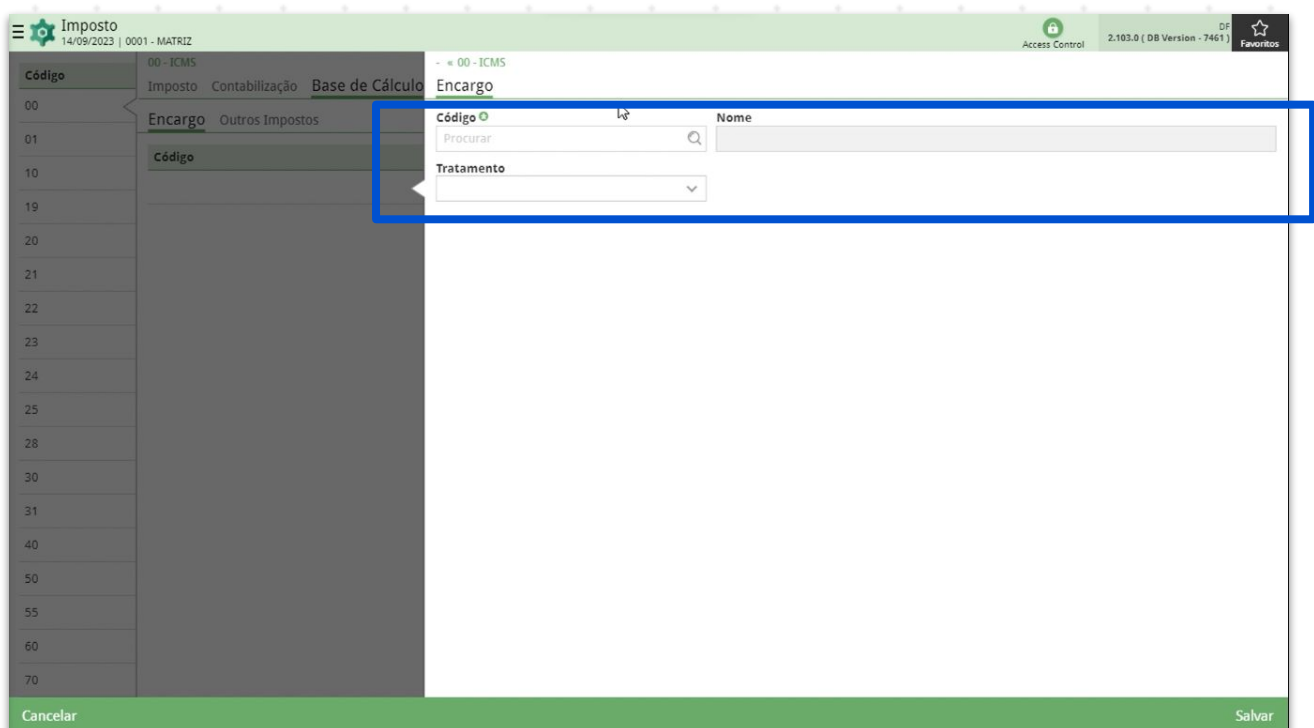 Imposto
14/09/2023 | 0001 - MATRIZ
Access Control
DF
2.103.0 ( DB Version - 7461 )
Favoritos
Código
00
01
10
19
20
21
22
23
24
25
28
30
31
40
50
55
60
70
00 - ICMS
Imposto Contabilização Base de Cálculo
Encargo Outros Impostos
Código
- « 00 - ICMS
Encargo
Código Nome
Procurar
Tratamento
Cancelar Salvar